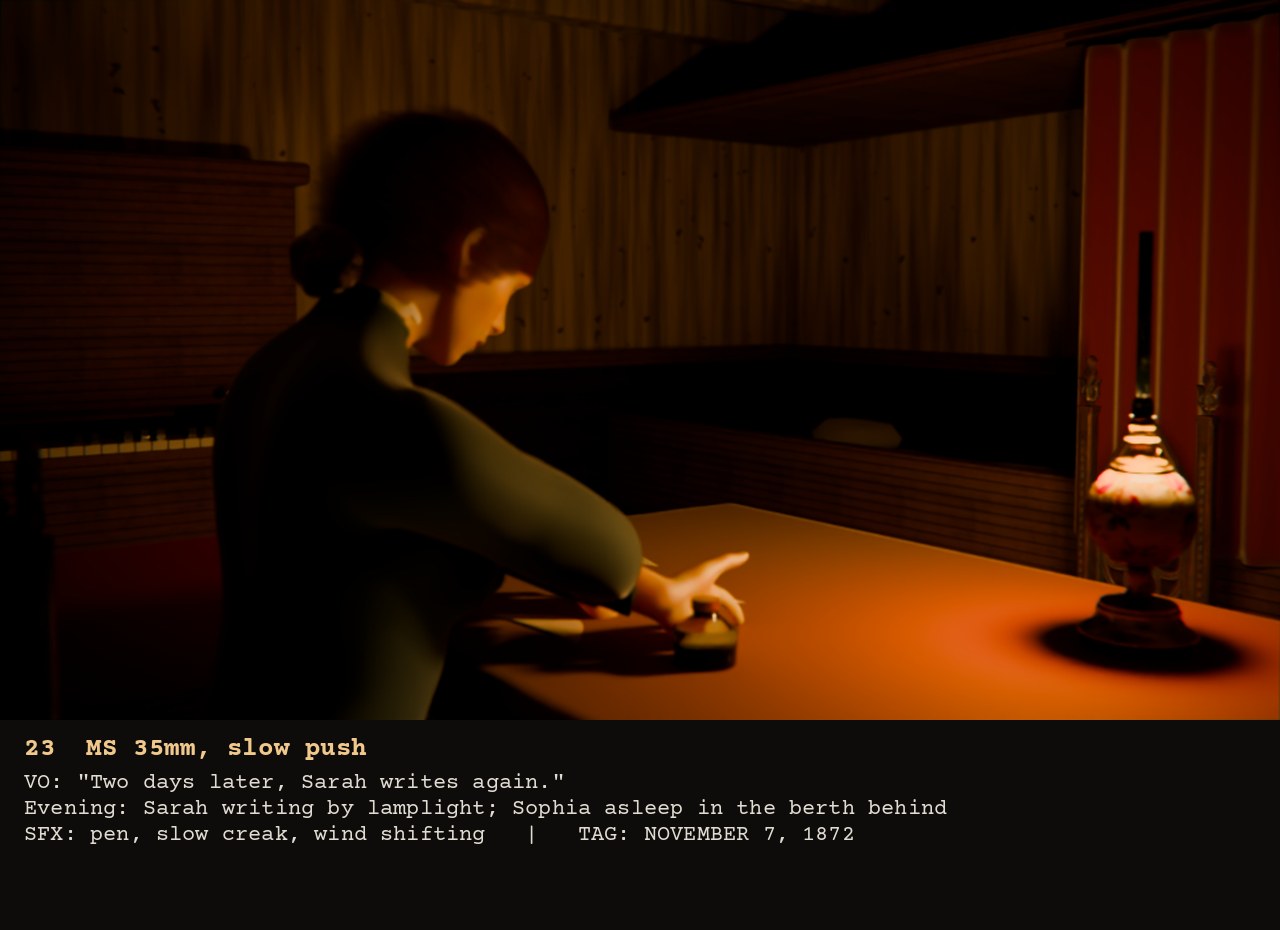 23  MS 35mm, slow push
VO: "Two days later, Sarah writes again."
Evening: Sarah writing by lamplight; Sophia asleep in the berth behind
SFX: pen, slow creak, wind shifting   |   TAG: NOVEMBER 7, 1872